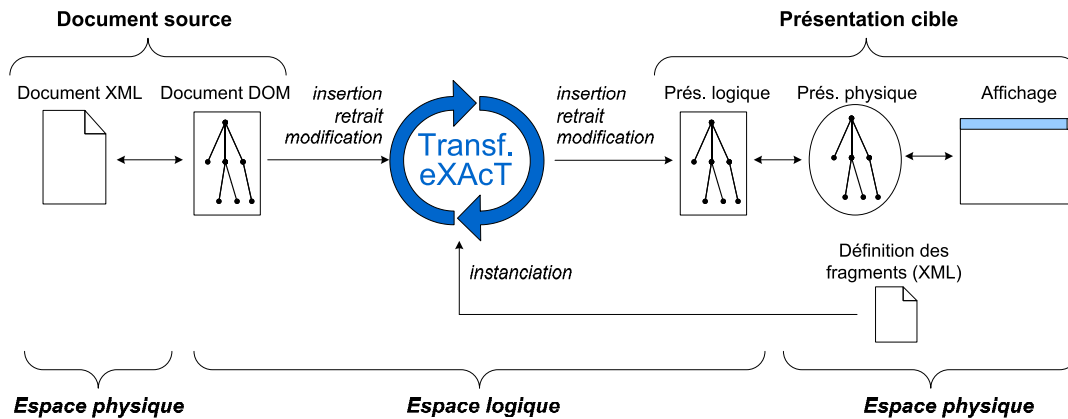 Document source
Présentation cible
Document XML
Document DOM
insertion
retrait
modification
Transf.
eXAcT
insertion
retrait
modification
Prés. logique
Prés. physique
Affichage
instanciation
Définition des
fragments (XML)
Espace physique
Espace logique
Espace physique